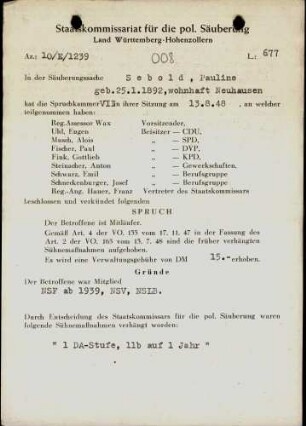 Staatskommissariat für die pol. Säuberung
Land Württemberg-Hohenzollern
Az.: 10/E/1239 008 L.: 677
In der Säuberungssache Sebold, Pauline
geb.25.1.1892, wohnhaft Neuhausen
hat die Spruchkammer VII in ihrer Sitzung am 13.8.48 , an welcher
teilgenommen haben:
Reg.Assessor Wax Vorsitzender,
Uhl, Eugen Beisitzer – CDU,
Musch, Alois „ – SPD,
Fischer, Paul „ – DVP,
Fink, Gottlieb „ – KPD,
Steinacher, Anton „ – Gewerkschaften,
Schwarz, Emil „ – Berufsgruppe
Schneckenburger, Josef „ – Berufsgruppe
Reg.-Ang. Hauer, Franz Vertreter des Staatskommissars
beschlossen und verkündet folgenden
SPRUCH
Der Betroffene ist Mitläufer.
Gemäß Art. 4 der VO. 133 vom 17. 11. 47 in der Fassung des
Art. 2 der VO. 165 vom 13. 7. 48 sind die früher verhängten
Sühnemaßnahmen aufgehoben.
Es wird eine Verwaltungsgebühr von DM 15.- erhoben.
Gründe
Der Betroffene war Mitglied
NSF ab 1939, NSV, NSLB.
Durch Entscheidung des Staatskommissars für die pol. Säuberung waren
folgende Sühnemaßnahmen verhängt worden:
" 1 DA-Stufe, 11b auf 1 Jahr "